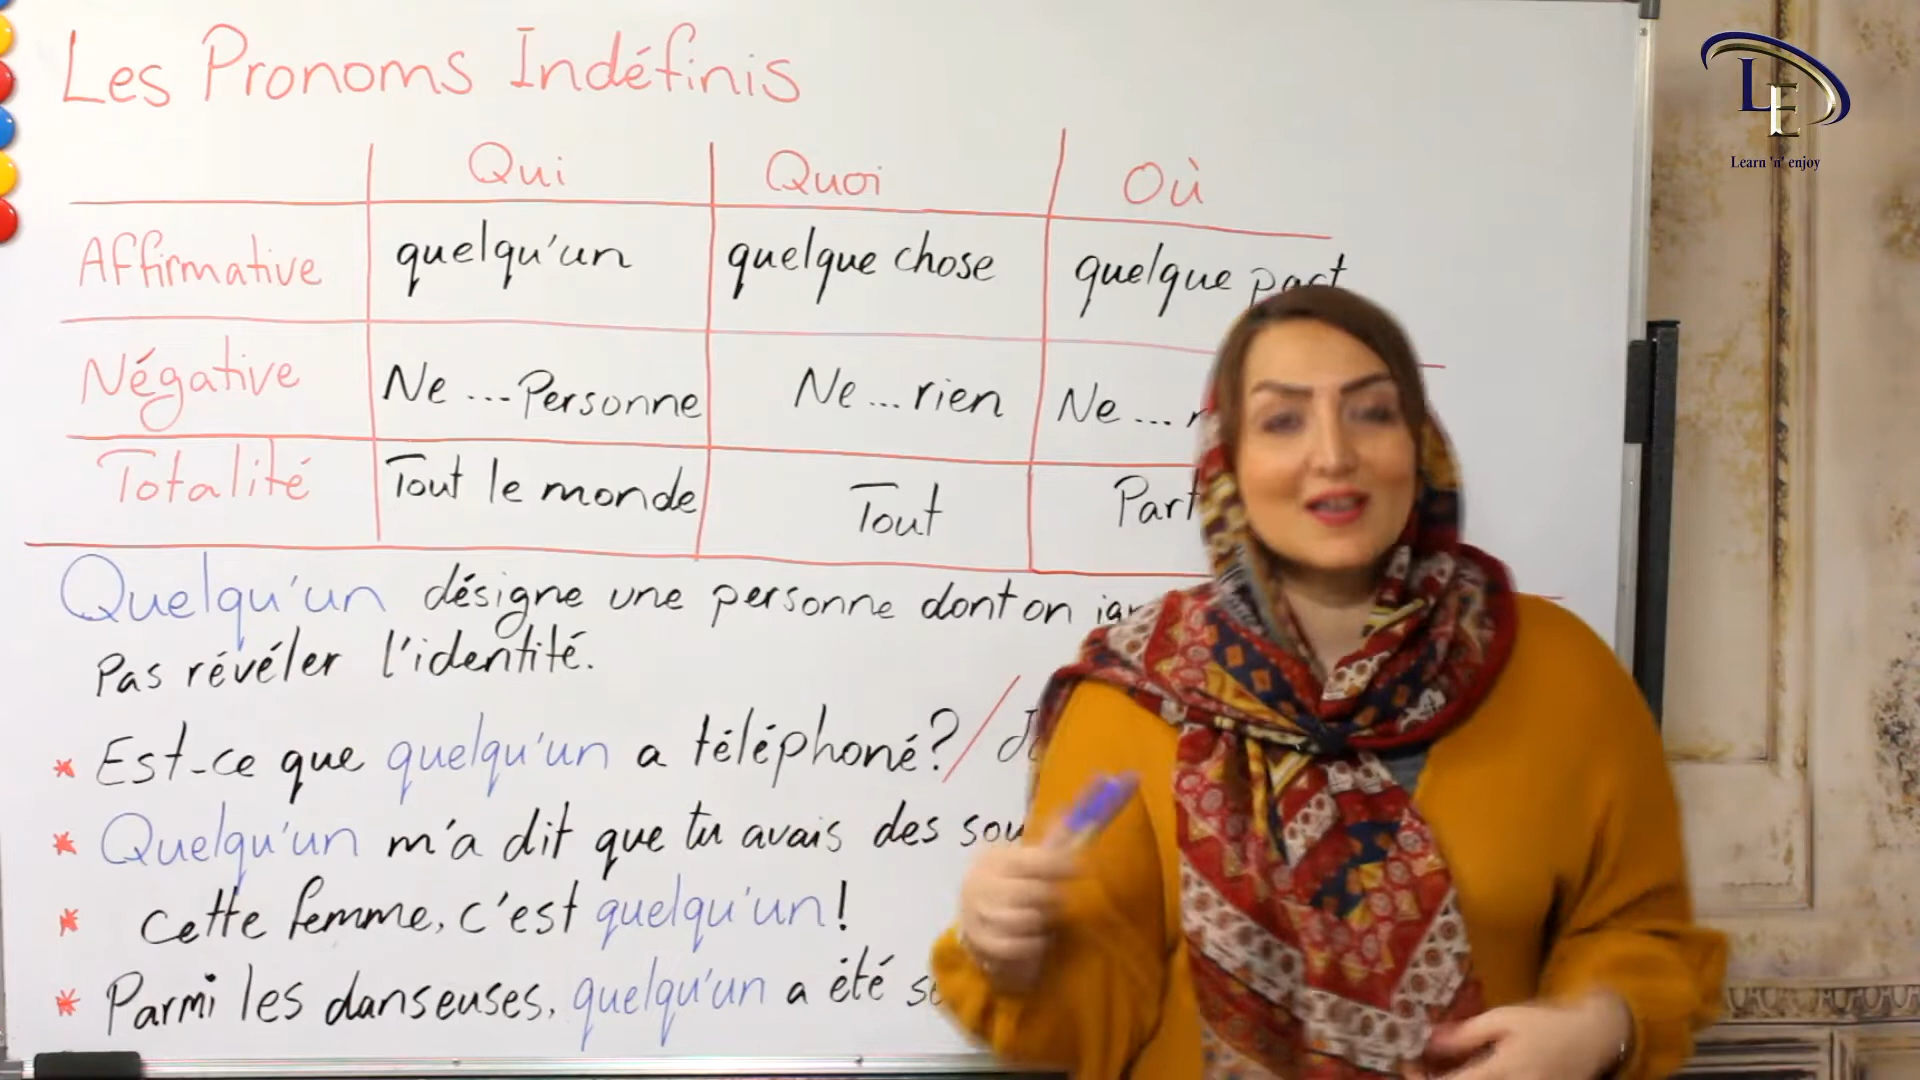 Les Pronoms Indéfinis
Qui Quoi Où
Affirmative quelqu'un quelque chose quelque part
Négative Ne ... Personne Ne ... rien Ne ...
Totalité Tout le monde Tout
Quelqu'un désigne une personne dont on
Pas révéler l'identité.
* Est-ce que quelqu'un a téléphoné? /
* Quelqu'un m'a dit que tu avais des
* Cette femme, c'est quelqu'un!
* Parmi les danseuses, quelqu'un a été
LE
Learn 'n' enjoy